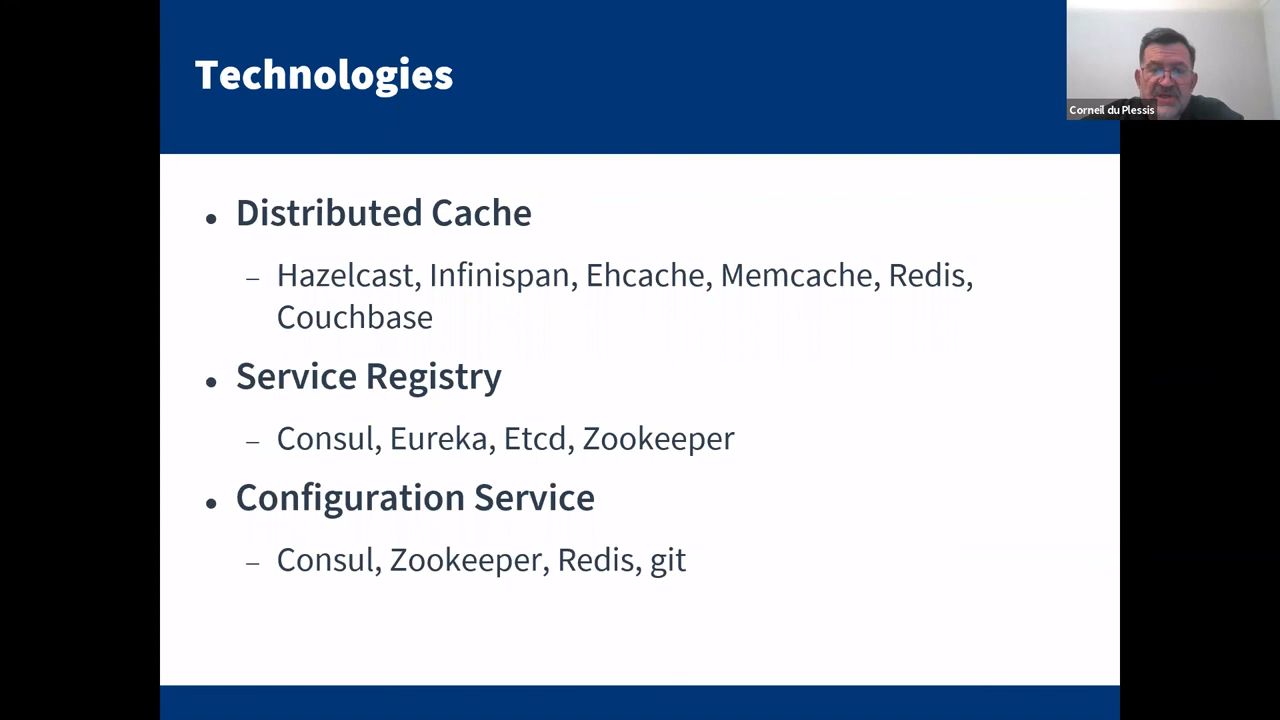 Technologies
Corneil du Plessis
● Distributed Cache
– Hazelcast, Infinispan, Ehcache, Memcache, Redis,
Couchbase
● Service Registry
– Consul, Eureka, Etcd, Zookeeper
● Configuration Service
– Consul, Zookeeper, Redis, git